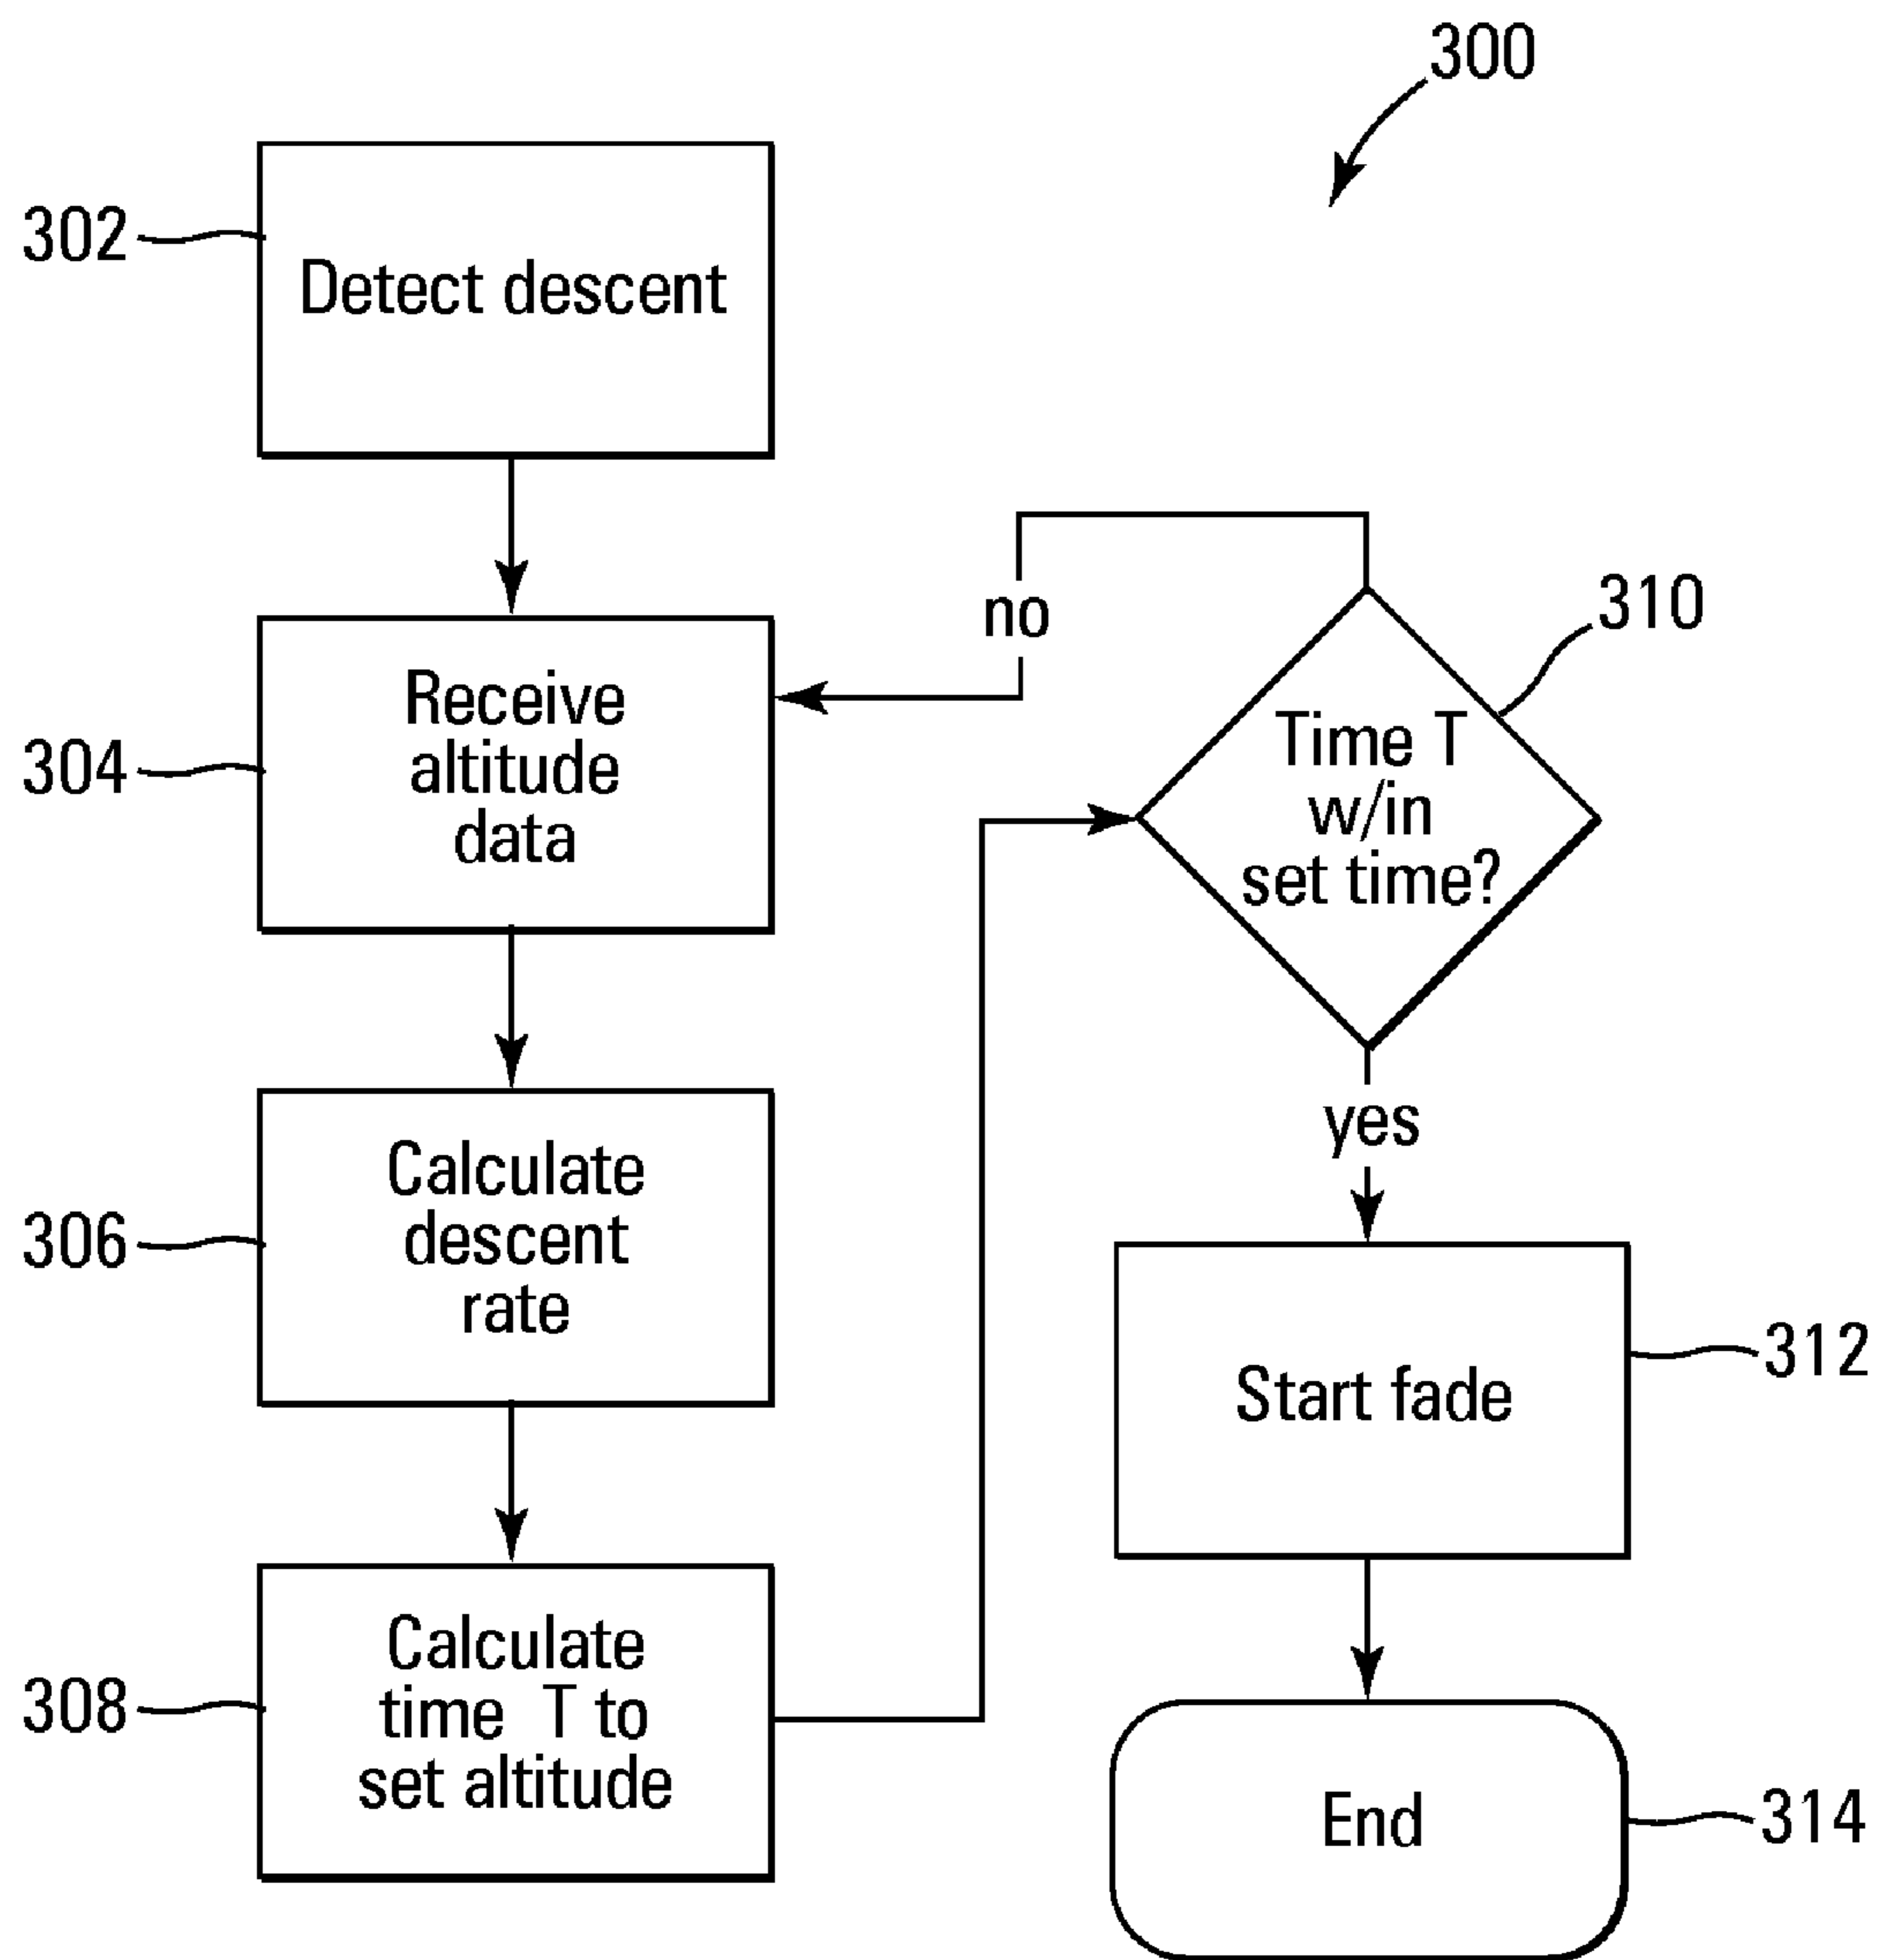 300
302
Detect descent
304
Receive
altitude
data
no
310
Time T
w/in
set time?
306
Calculate
descent
rate
yes
308
Calculate
time T to
set altitude
312
Start fade
314
End